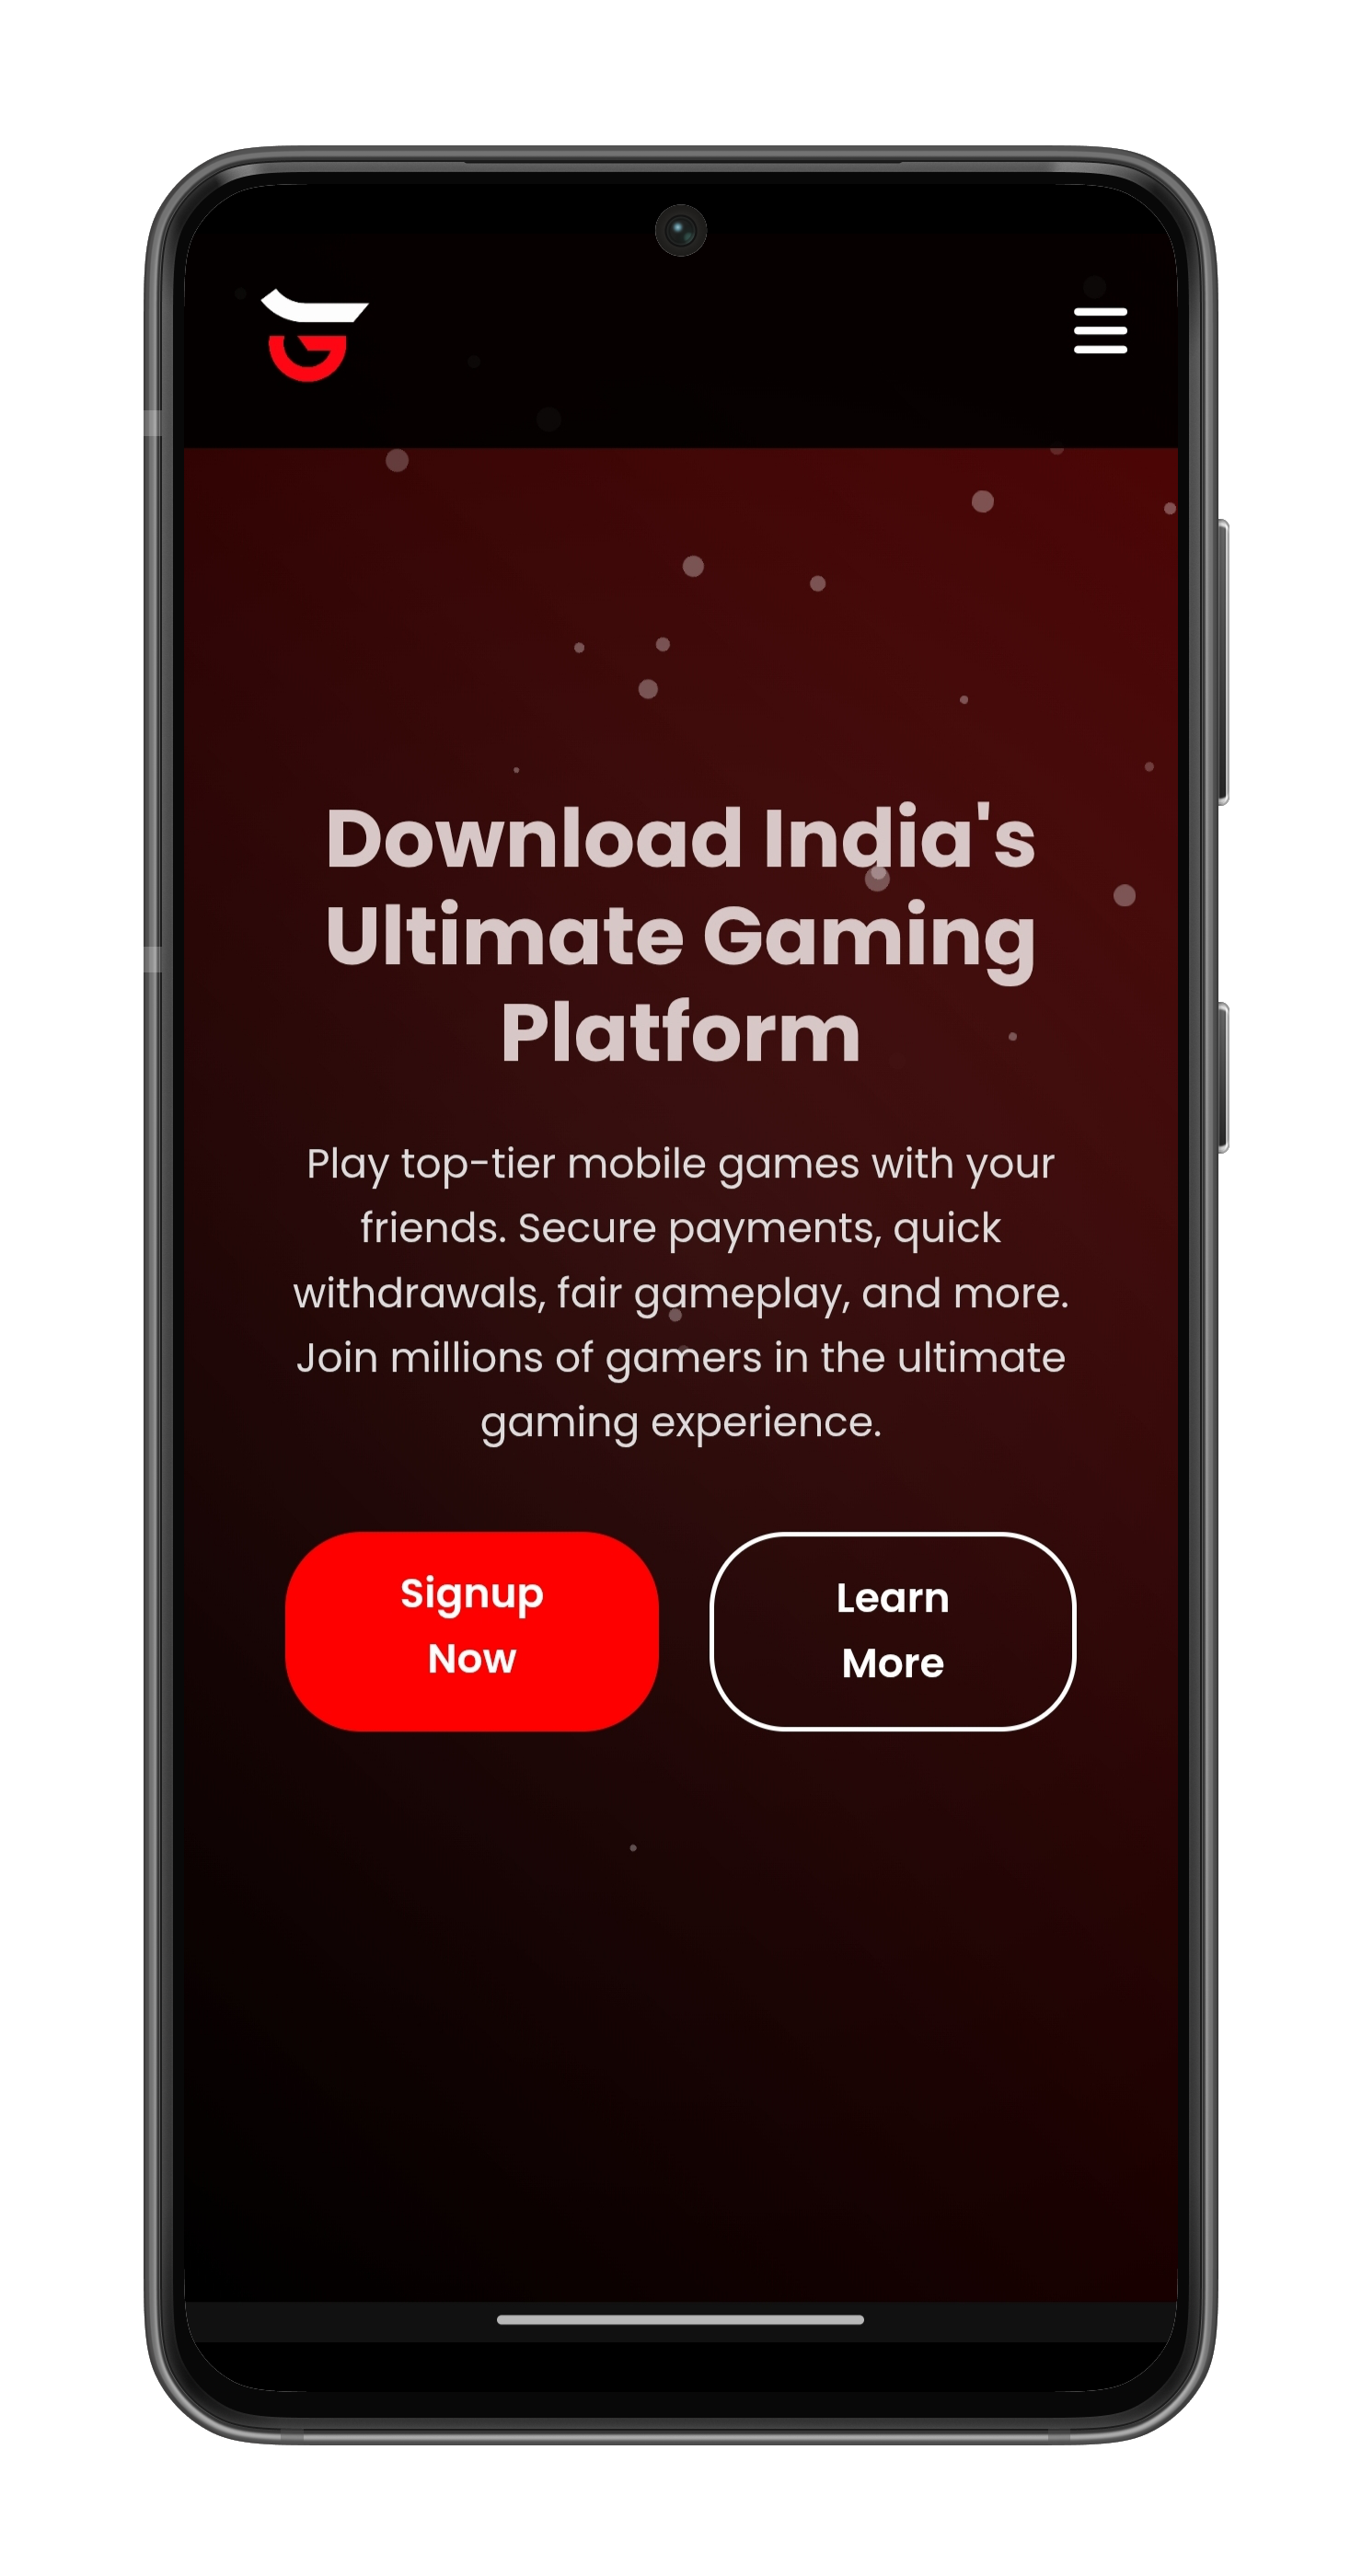 Download India's
Ultimate Gaming
Platform
Play top-tier mobile games with your
friends. Secure payments, quick
withdrawals, fair gameplay, and more.
Join millions of gamers in the ultimate
gaming experience.
Signup
Now
Learn
More